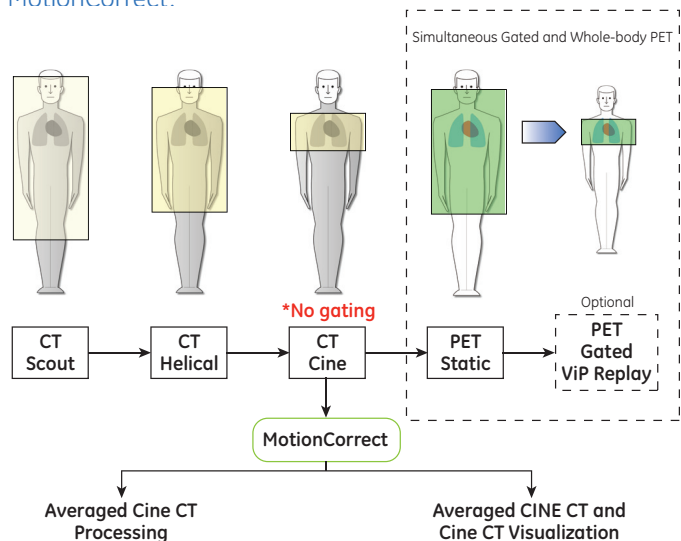 MotionCorrect.
Simultaneous Gated and Whole-body PET
*No gating
Optional
CT
Scout
CT
Helical
CT
Cine
PET
Static
PET
Gated
ViP Replay
MotionCorrect
Averaged Cine CT
Processing
Averaged CINE CT and
Cine CT Visualization